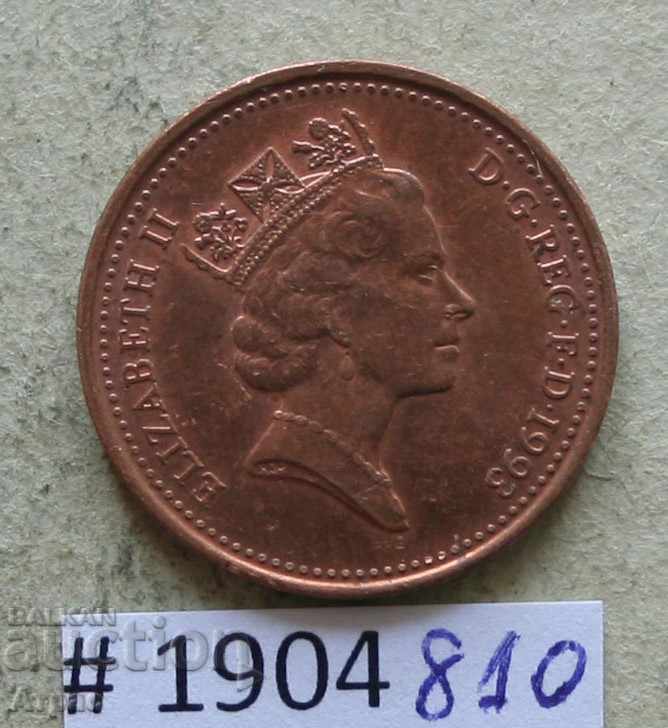 ELIZABETH II
D·G·REG·F·D·1993
BALKAN
auction
# 1904 810